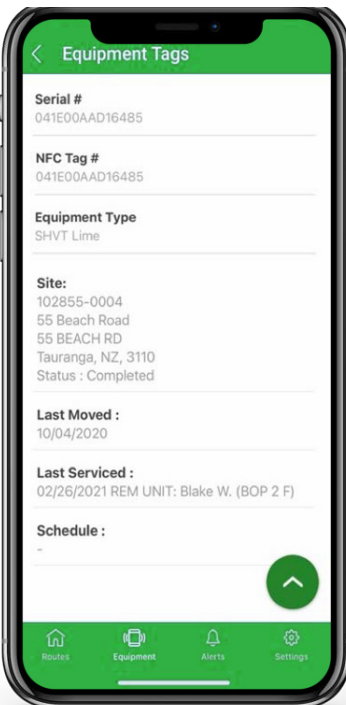 Equipment Tags
Serial #
041E00AAD16485
NFC Tag #
041E00AAD16485
Equipment Type
SHVT Lime
Site:
102855-0004
55 Beach Road
55 BEACH RD
Tauranga, NZ, 3110
Status : Completed
Last Moved :
10/04/2020
Last Serviced :
02/26/2021 REM UNIT: Blake W. (BOP 2 F)
Schedule :
-
Routes
Equipment
Alerts
Settings